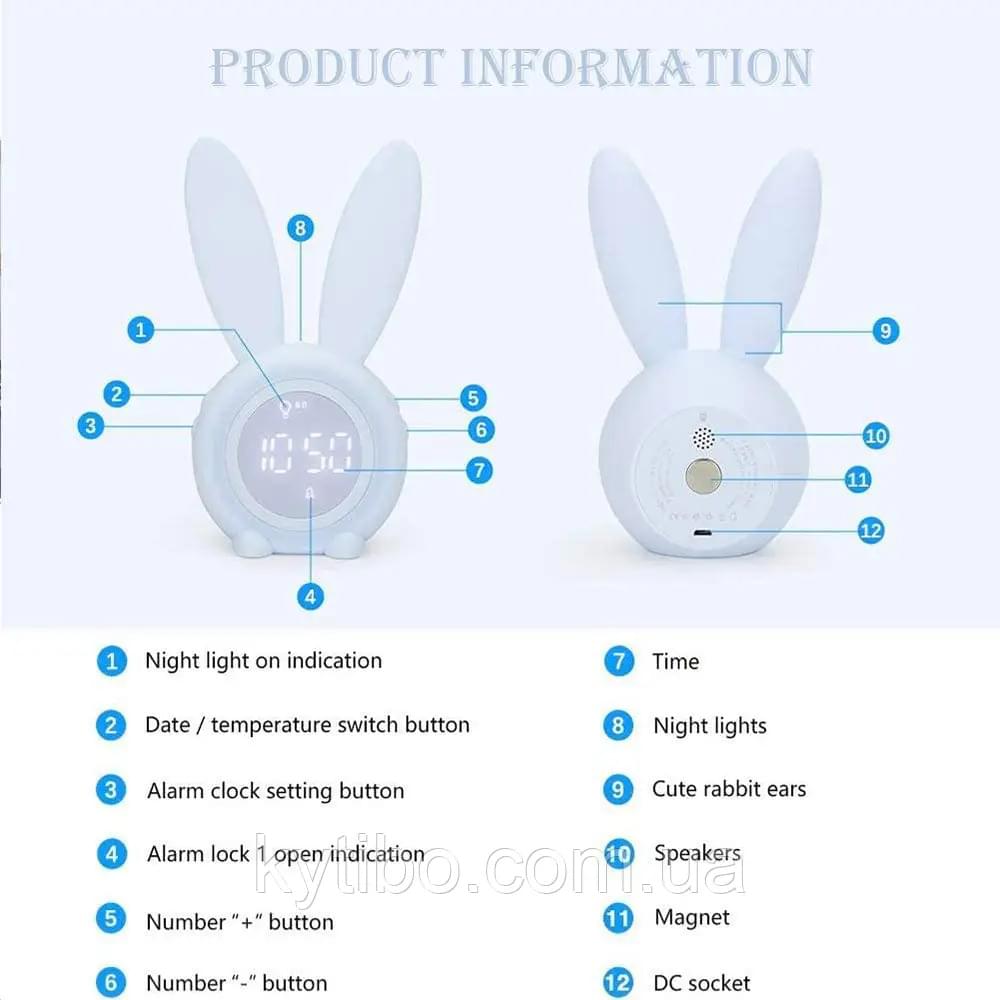 PRODUCT INFORMATION
8
1
2
3
5
6
7
4
9
10
11
12
60
10 50
1 Night light on indication
2 Date / temperature switch button
3 Alarm clock setting button
4 Alarm lock 1 open indication
5 Number “+” button
6 Number “-” button
7 Time
8 Night lights
9 Cute rabbit ears
10 Speakers
11 Magnet
12 DC socket
kytibo.com.ua